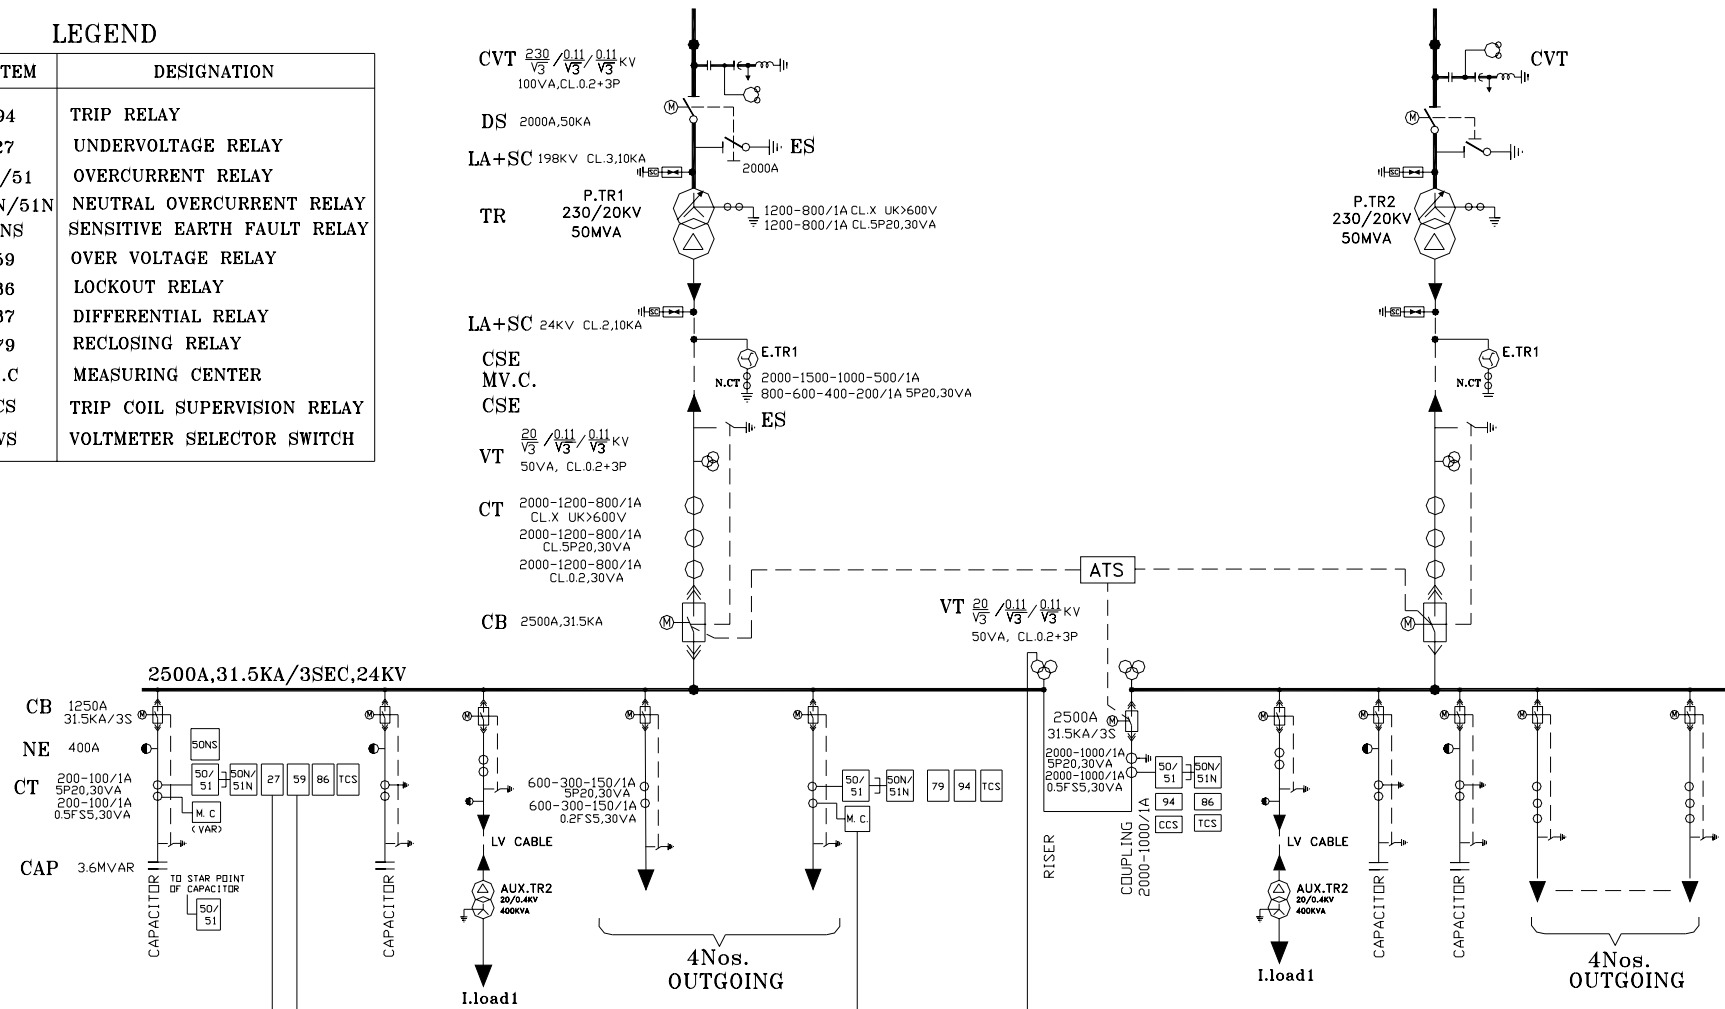 LEGEND
TEM DESIGNATION
94 TRIP RELAY
27 UNDERVOLTAGE RELAY
/51 OVERCURRENT RELAY
N/51N NEUTRAL OVERCURRENT RELAY
NS SENSITIVE EARTH FAULT RELAY
59 OVER VOLTAGE RELAY
86 LOCKOUT RELAY
87 DIFFERENTIAL RELAY
79 RECLOSING RELAY
.C MEASURING CENTER
CS TRIP COIL SUPERVISION RELAY
VS VOLTMETER SELECTOR SWITCH
CVT 230/√3 /0.11/√3 /0.11/√3 KV
100VA,CL.0.2+3P
M
DS 2000A,50KA
ES
2000A
LA+SC 198KV CL.3,10KA
SC
P.TR1
TR 230/20KV
50MVA
1200-800/1A CL.X UK>600V
1200-800/1A CL.5P20,30VA
SC
LA+SC 24KV CL.2,10KA
CSE
MV.C.
CSE
E.TR1
N.CT
2000-1500-1000-500/1A
800-600-400-200/1A 5P20,30VA
ES
VT 20/√3 /0.11/√3 /0.11/√3 KV
50VA, CL.0.2+3P
CT 2000-1200-800/1A
CL.X UK>600V
2000-1200-800/1A
CL.5P20,30VA
2000-1200-800/1A
CL.0.2,30VA
CB 2500A,31.5KA
M
CVT
M
SC
P.TR2
230/20KV
50MVA
SC
E.TR1
N.CT
M
ATS
VT 20/√3 /0.11/√3 /0.11/√3 KV
50VA, CL.0.2+3P
2500A,31.5KA/3SEC,24KV
CB 1250A
31.5KA/3S
M
NE 400A
50NS
CT 200-100/1A
5P20,30VA
200-100/1A
0.5FS5,30VA
50/51
50N/51N
27
59
86
TCS
M.C
(VAR)
CAP 3.6MVAR
CAPACITOR
TO STAR POINT
OF CAPACITOR
50/51
M
CAPACITOR
M
LV CABLE
AUX.TR2
20/0.4KV
400KVA
I.load1
M
600-300-150/1A
5P20,30VA
600-300-150/1A
0.2FS5,30VA
M
50/51
50N/51N
79
94
TCS
M.C.
4Nos.
OUTGOING
RISER
2500A
31.5KA/3S
M
2000-1000/1A
5P20,30VA
2000-1000/1A
0.5FS5,30VA
50/51
50N/51N
94
86
CCS
TCS
COUPLING
2000-1000/1A
M
LV CABLE
AUX.TR2
20/0.4KV
400KVA
I.load1
M
CAPACITOR
M
CAPACITOR
M
M
4Nos.
OUTGOING